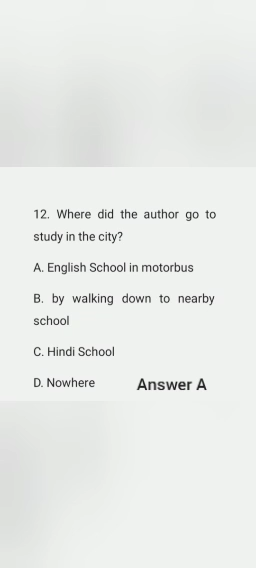 12. Where did the author go to
study in the city?
A. English School in motorbus
B. by walking down to nearby
school
C. Hindi School
D. Nowhere Answer A